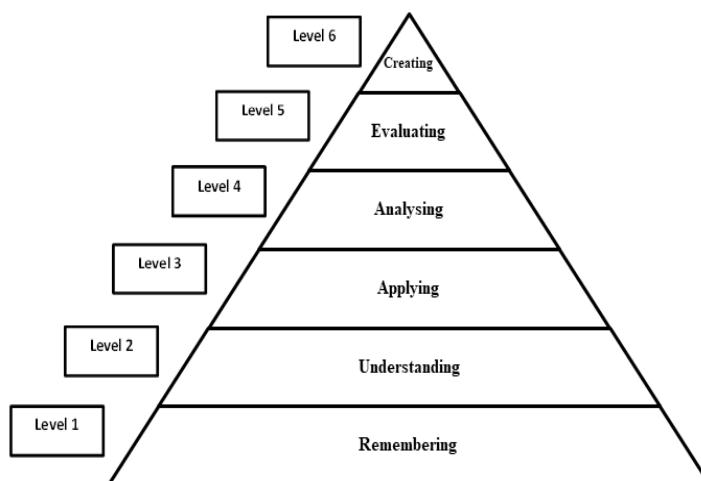 Level 6
Creating
Level 5
Evaluating
Level 4
Analysing
Level 3
Applying
Level 2
Understanding
Level 1
Remembering